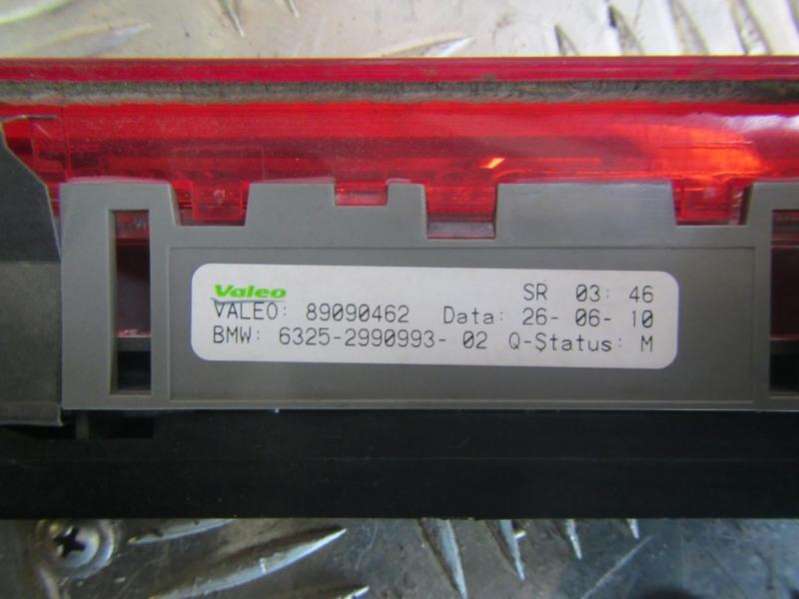 Valeo SR 03: 46
VALEO: 89090462 Data: 26- 06- 10
BMW: 6325-2990993- 02 Q-Status: M